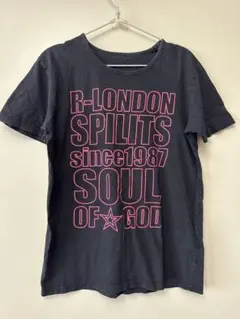 R-LONDON
SPILITS
since1987
SOUL
OF☆GOD